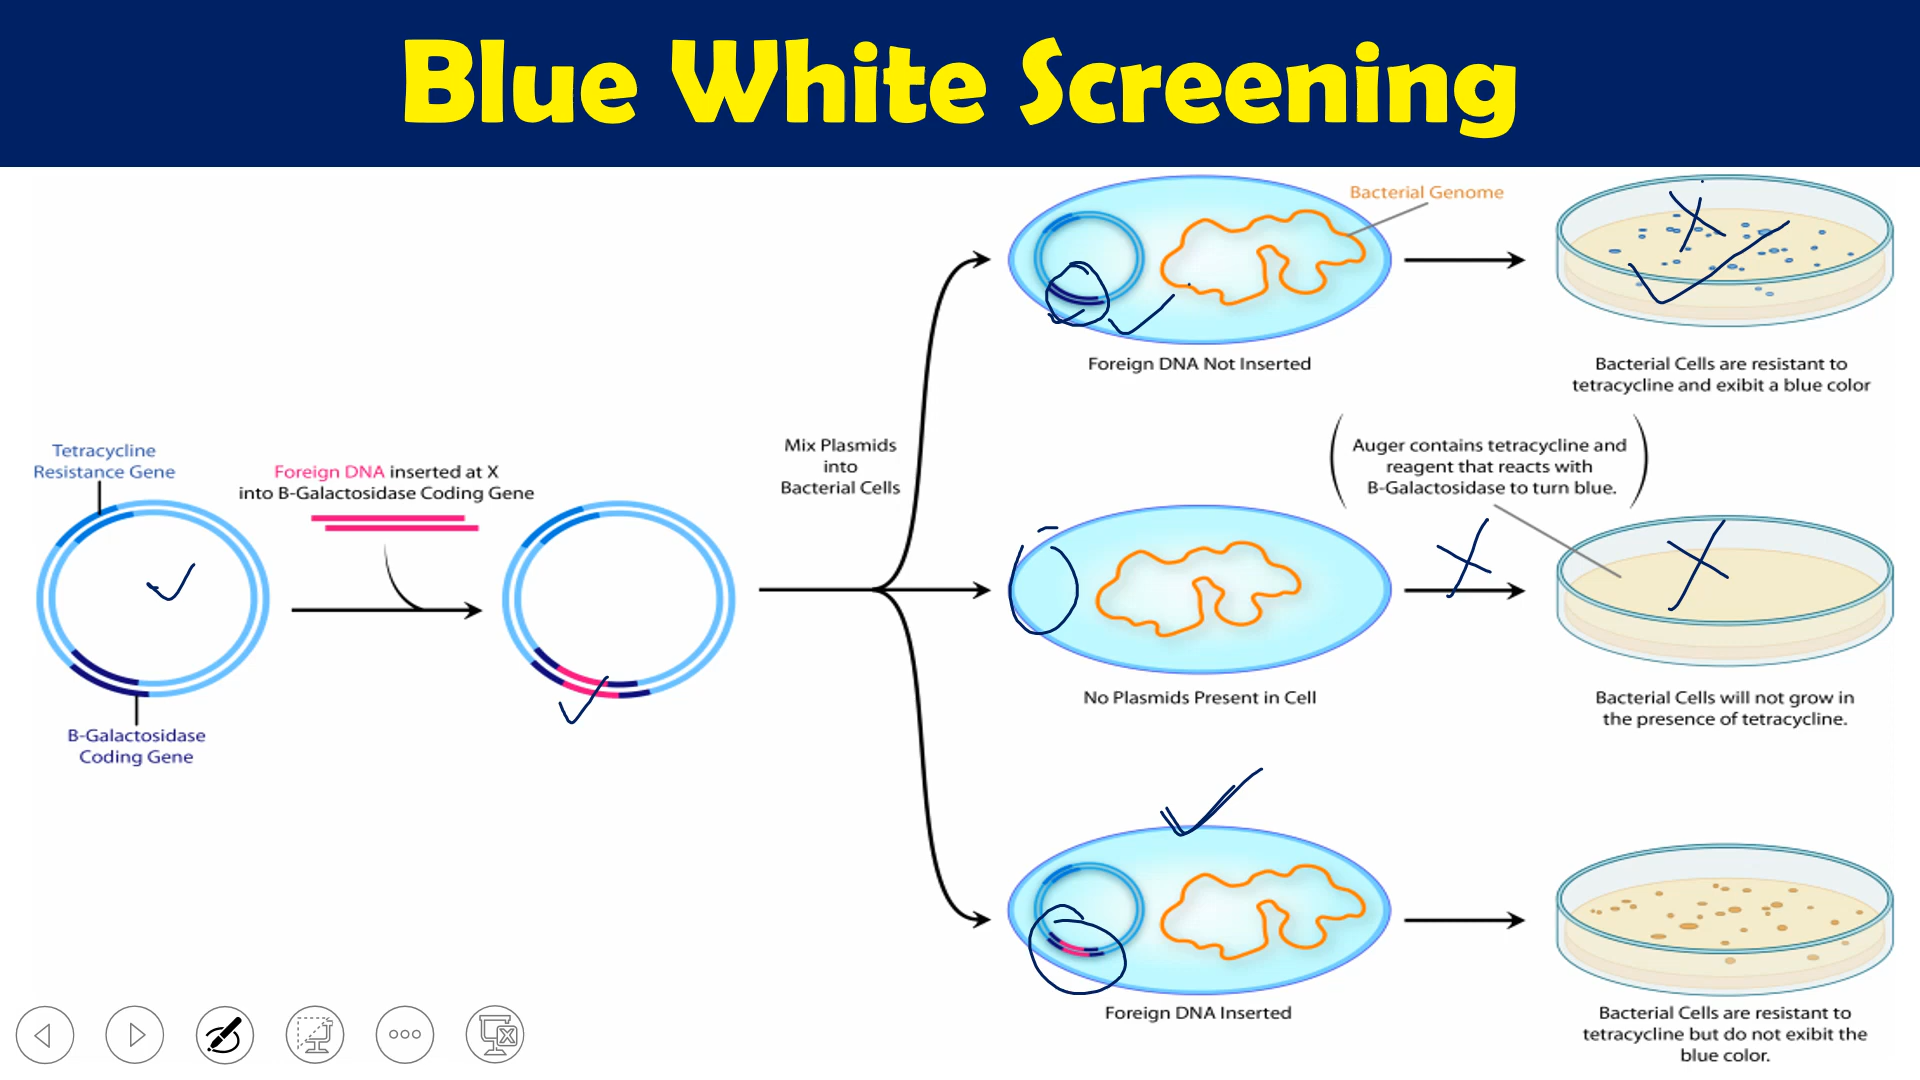 Blue White Screening
Bacterial Genome
Foreign DNA Not Inserted
Bacterial Cells are resistant to
tetracycline and exibit a blue color
Tetracycline
Resistance Gene
Foreign DNA inserted at X
into B-Galactosidase Coding Gene
B-Galactosidase
Coding Gene
Mix Plasmids
into
Bacterial Cells
Auger contains tetracycline and
reagent that reacts with
B-Galactosidase to turn blue.
No Plasmids Present in Cell
Bacterial Cells will not grow in
the presence of tetracycline.
Foreign DNA Inserted
Bacterial Cells are resistant to
tetracycline but do not exibit the
blue color.